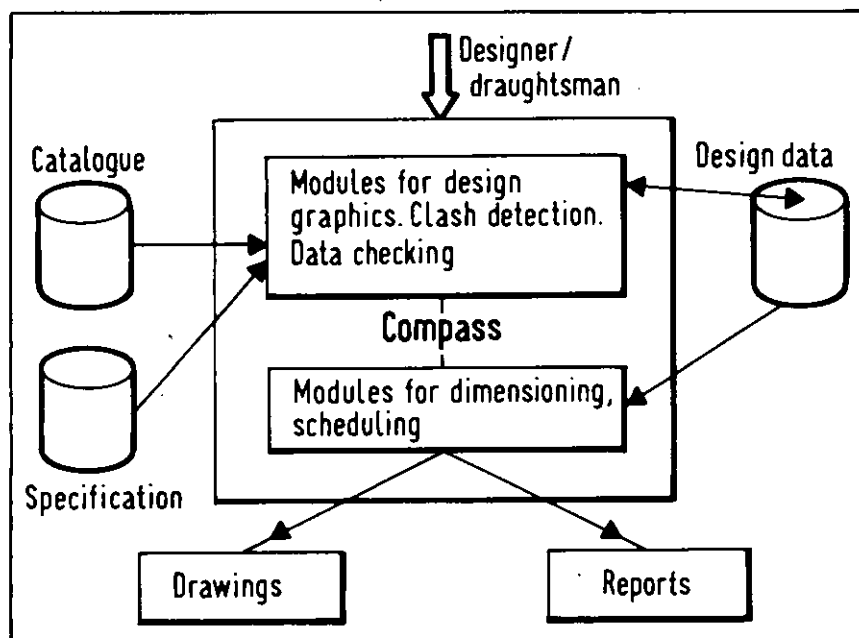 Designer/
draughtsman
Catalogue
Design data
Modules for design
graphics. Clash detection.
Data checking
Compass
Modules for dimensioning,
scheduling
Specification
Drawings
Reports